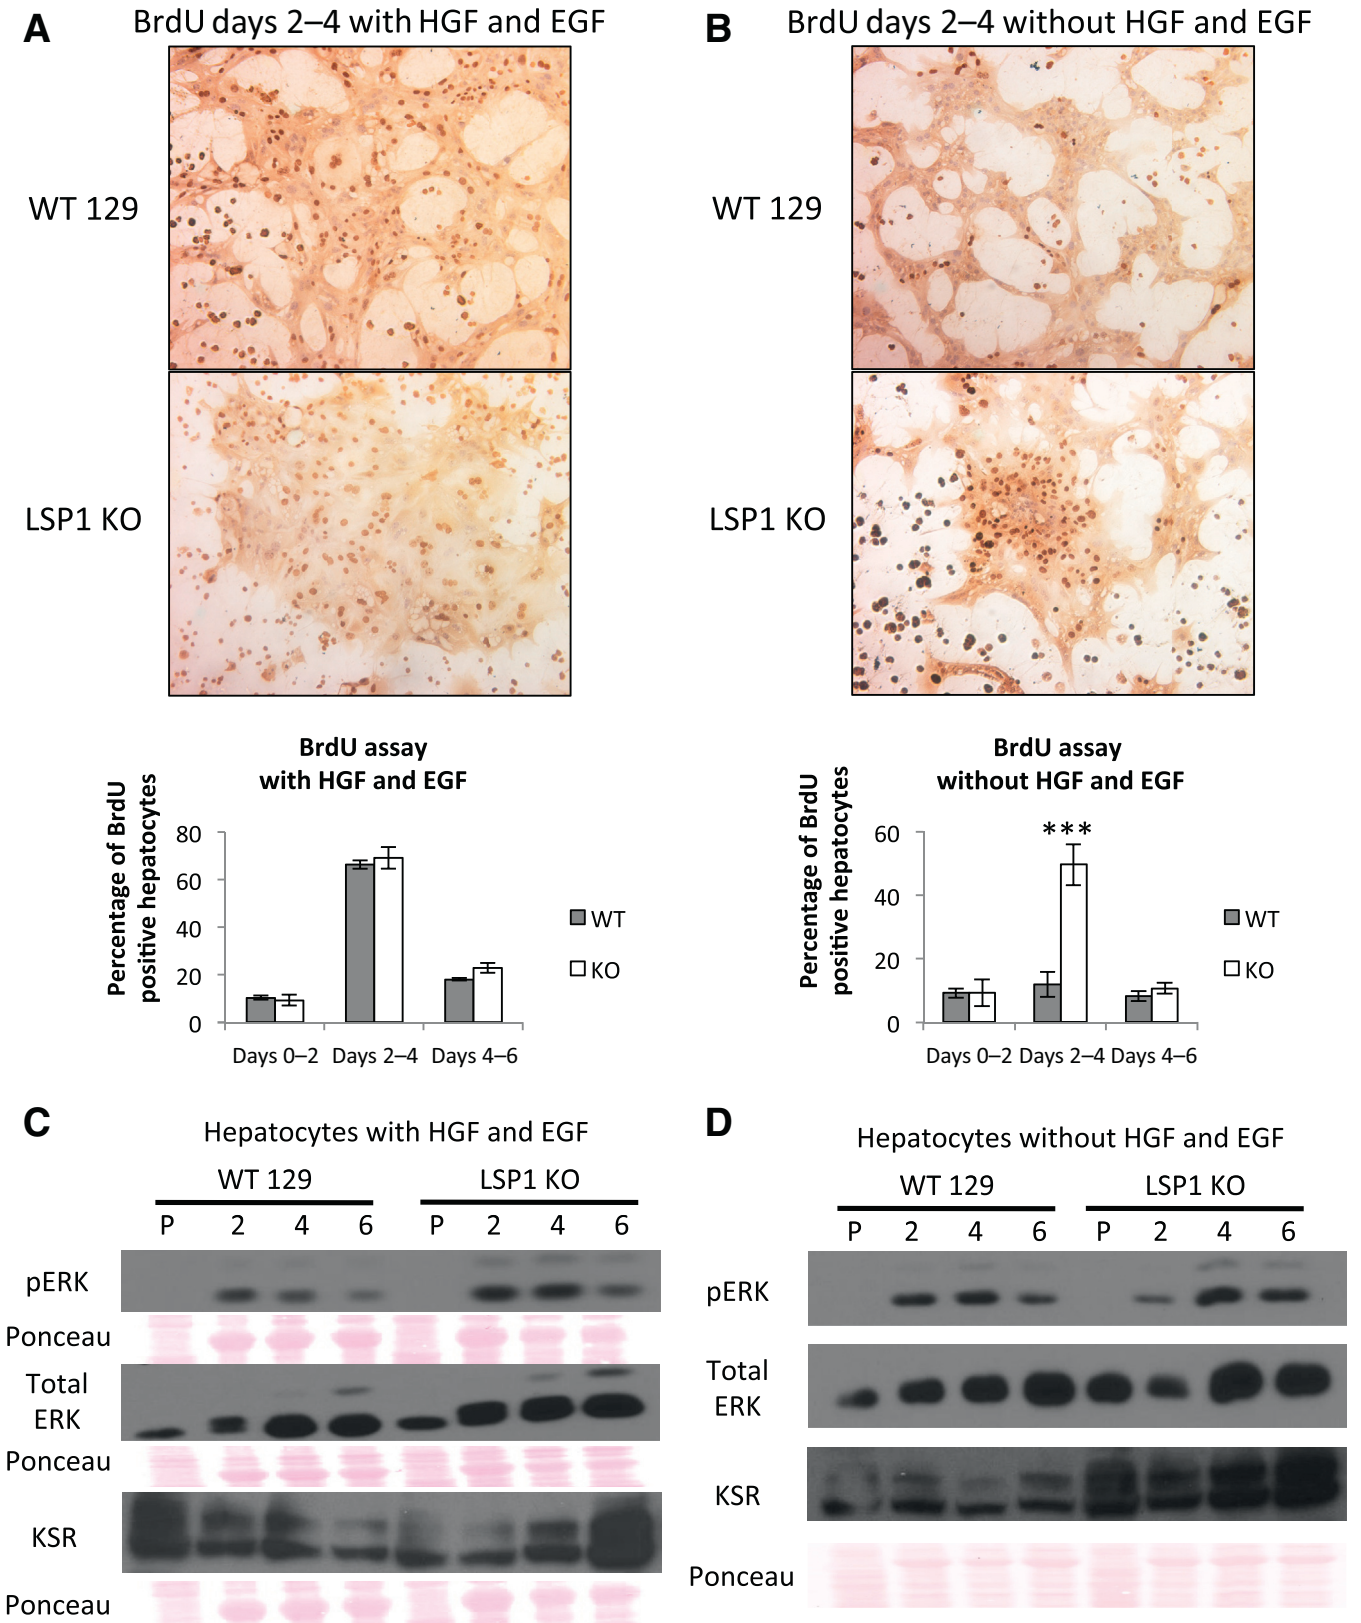 A
BrdU days 2–4 with HGF and EGF
WT 129
LSP1 KO
BrdU assay
with HGF and EGF
Percentage of BrdU
positive hepatocytes
80
60
40
20
0
Days 0–2 Days 2–4 Days 4–6
WT
KO
B
BrdU days 2–4 without HGF and EGF
WT 129
LSP1 KO
BrdU assay
without HGF and EGF
Percentage of BrdU
positive hepatocytes
60
40
20
0
***
Days 0–2 Days 2–4 Days 4–6
WT
KO
C
Hepatocytes with HGF and EGF
WT 129 LSP1 KO
P 2 4 6 P 2 4 6
pERK
Ponceau
Total
ERK
Ponceau
KSR
Ponceau
D
Hepatocytes without HGF and EGF
WT 129 LSP1 KO
P 2 4 6 P 2 4 6
pERK
Total
ERK
KSR
Ponceau